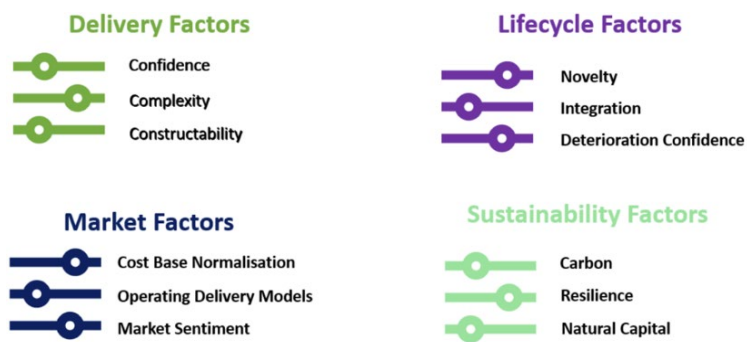 Delivery Factors
Confidence
Complexity
Constructability
Lifecycle Factors
Novelty
Integration
Deterioration Confidence
Market Factors
Cost Base Normalisation
Operating Delivery Models
Market Sentiment
Sustainability Factors
Carbon
Resilience
Natural Capital